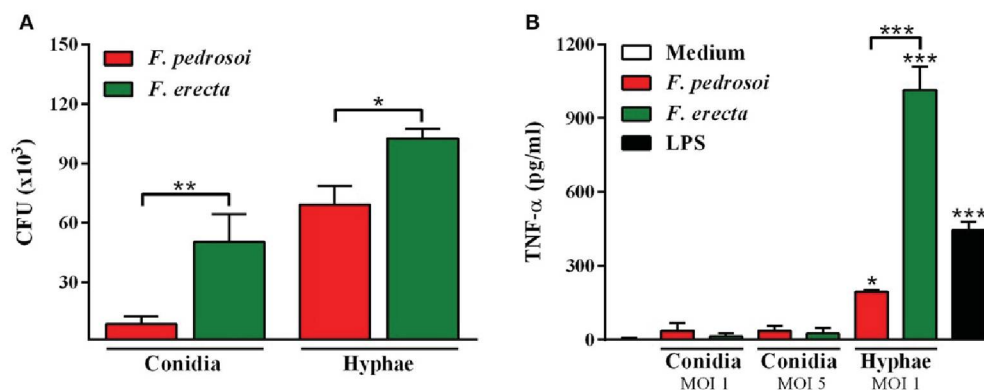 A
CFU (x10³)
150
120
90
60
30
F. pedrosoi
F. erecta
**
*
Conidia
Hyphae
B
TNF-α (pg/ml)
1200
900
600
300
0
Medium
F. pedrosoi
F. erecta
LPS
***
***
*
***
Conidia
MOI 1
Conidia
MOI 5
Hyphae
MOI 1